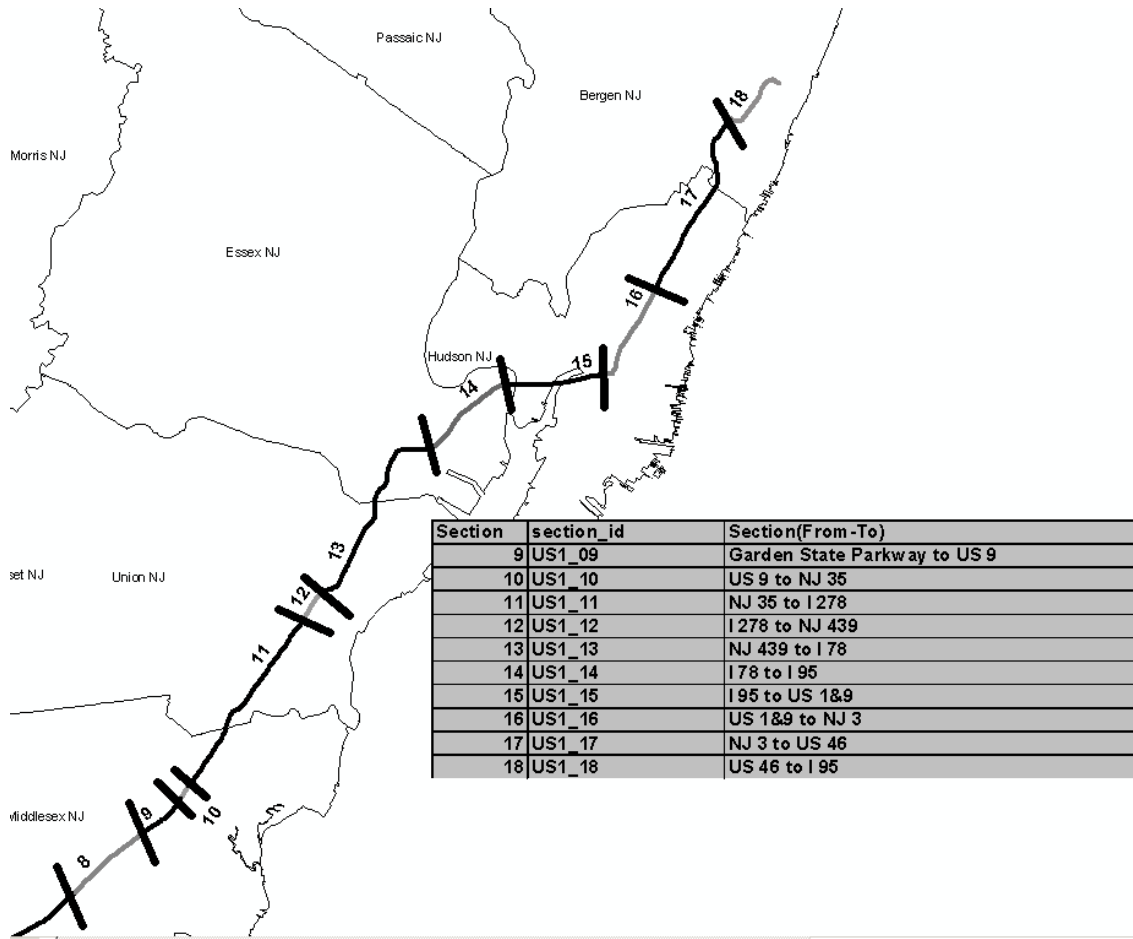 Passaic NJ
Bergen NJ
18
Morris NJ
17
Essex NJ
16
Hudson NJ
15
14
13
Section section_id Section(From-To)
9 US1_09 Garden State Parkway to US 9
10 US1_10 US 9 to NJ 35
11 US1_11 NJ 35 to I 278
12 US1_12 I 278 to NJ 439
13 US1_13 NJ 439 to I 78
14 US1_14 I 78 to I 95
15 US1_15 I 95 to US 1&9
16 US1_16 US 1&9 to NJ 3
17 US1_17 NJ 3 to US 46
18 US1_18 US 46 to I 95
set NJ
Union NJ
12
11
10
9
Middlesex NJ
8